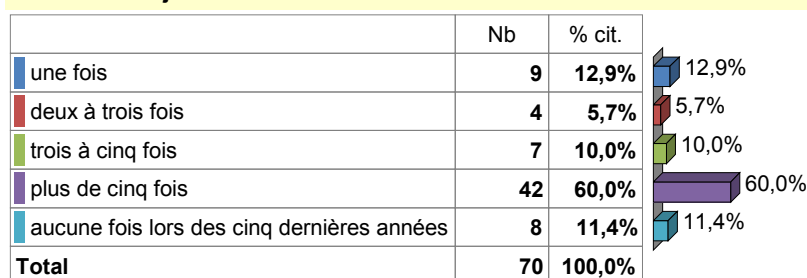 Nb % cit.
une fois 9 12,9% 12,9%
deux à trois fois 4 5,7% 5,7%
trois à cinq fois 7 10,0% 10,0%
plus de cinq fois 42 60,0% 60,0%
aucune fois lors des cinq dernières années 8 11,4% 11,4%
Total 70 100,0%